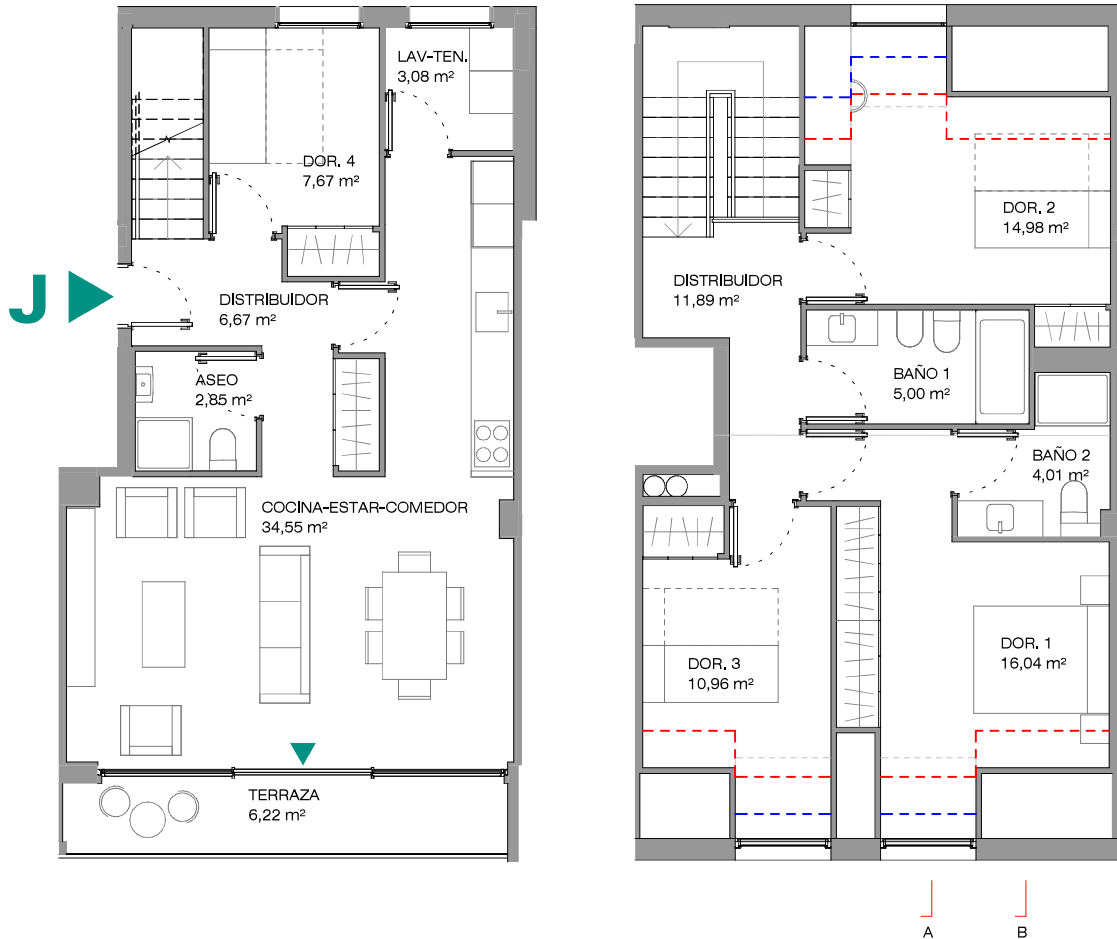 LAV-TEN.
3,08 m²
DOR. 4
7,67 m²
J
DISTRIBUIDOR
6,67 m²
ASEO
2,85 m²
COCINA-ESTAR-COMEDOR
34,55 m²
TERRAZA
6,22 m²
DOR. 2
14,98 m²
DISTRIBUIDOR
11,89 m²
BAÑO 1
5,00 m²
BAÑO 2
4,01 m²
DOR. 3
10,96 m²
DOR. 1
16,04 m²
A
B